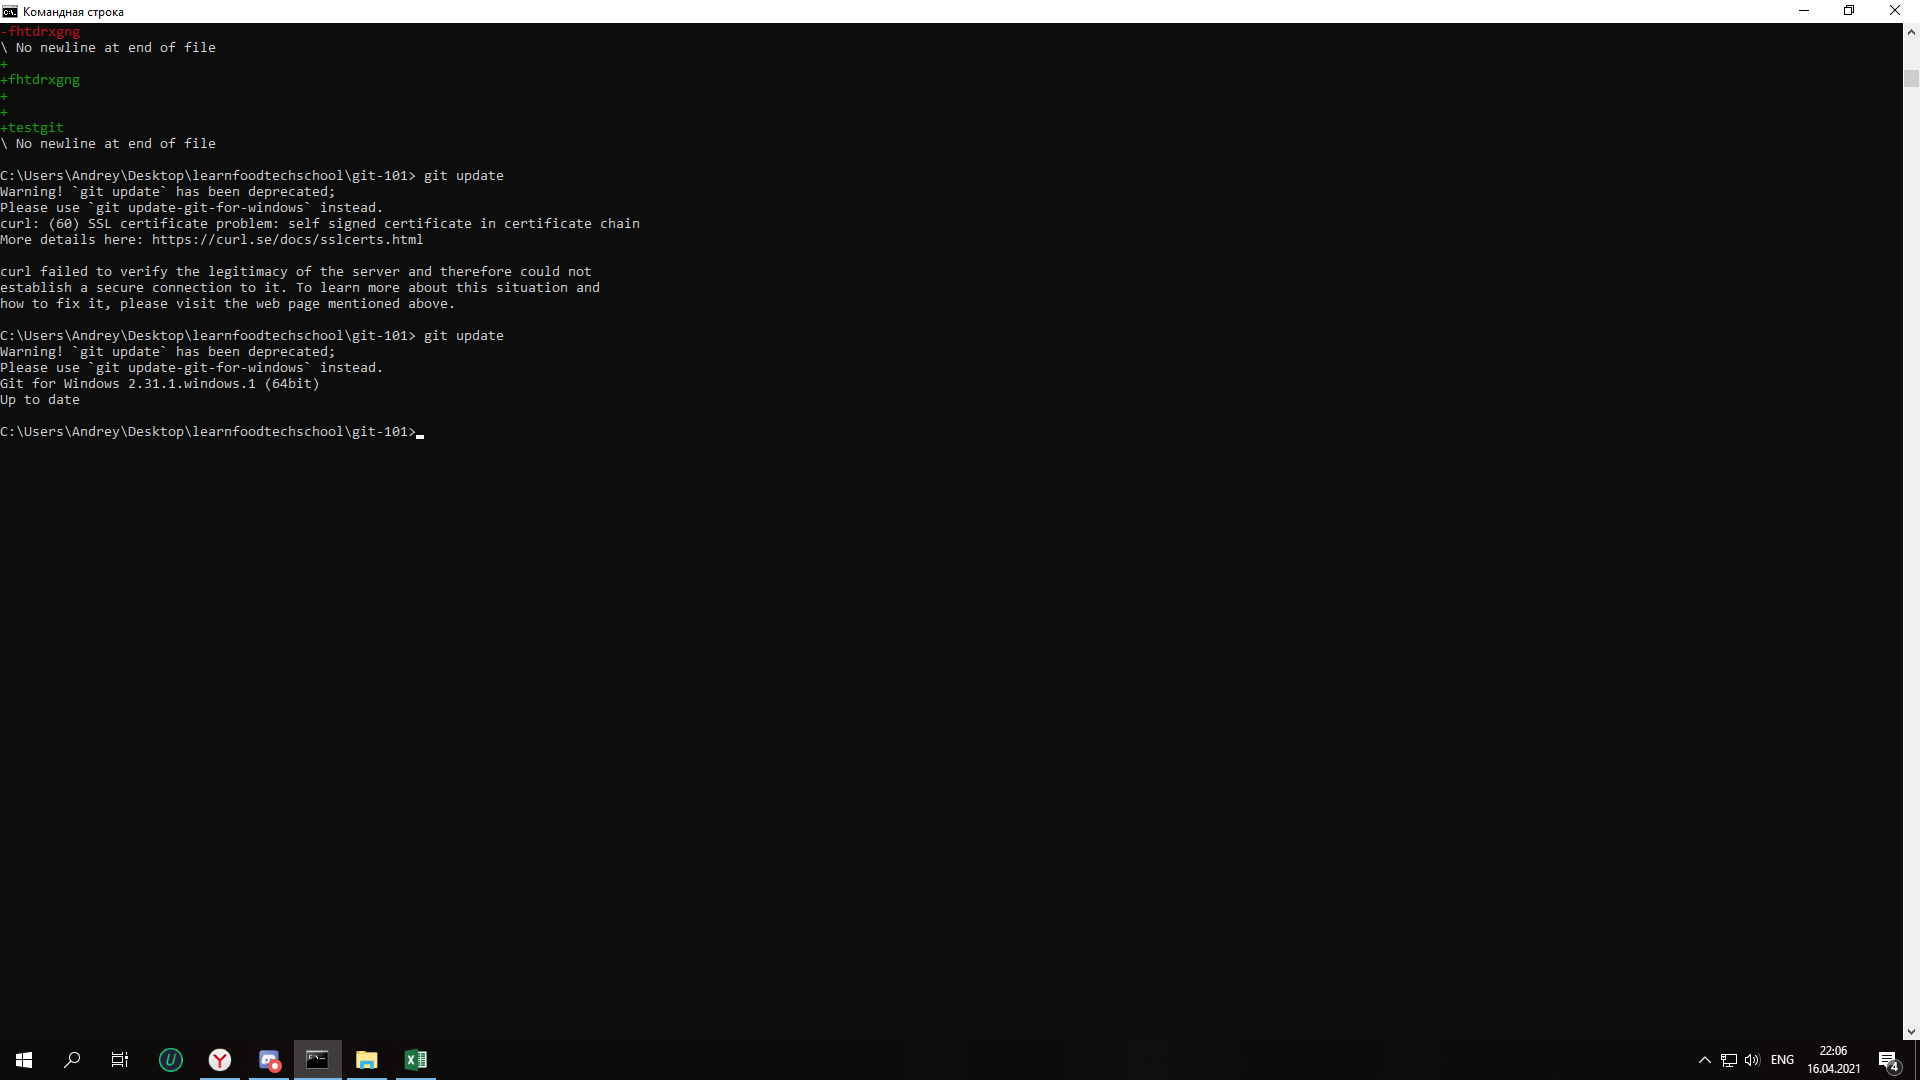 Командная строка
-fhtdrxgng
\ No newline at end of file
+
+fhtdrxgng
+
+
+testgit
\ No newline at end of file
C:\Users\Andrey\Desktop\learnfoodtechschool\git-101> git update
Warning! `git update` has been deprecated;
Please use `git update-git-for-windows` instead.
curl: (60) SSL certificate problem: self signed certificate in certificate chain
More details here: https://curl.se/docs/sslcerts.html
curl failed to verify the legitimacy of the server and therefore could not
establish a secure connection to it. To learn more about this situation and
how to fix it, please visit the web page mentioned above.
C:\Users\Andrey\Desktop\learnfoodtechschool\git-101> git update
Warning! `git update` has been deprecated;
Please use `git update-git-for-windows` instead.
Git for Windows 2.31.1.windows.1 (64bit)
Up to date
C:\Users\Andrey\Desktop\learnfoodtechschool\git-101>
ENG
22:06
16.04.2021
4